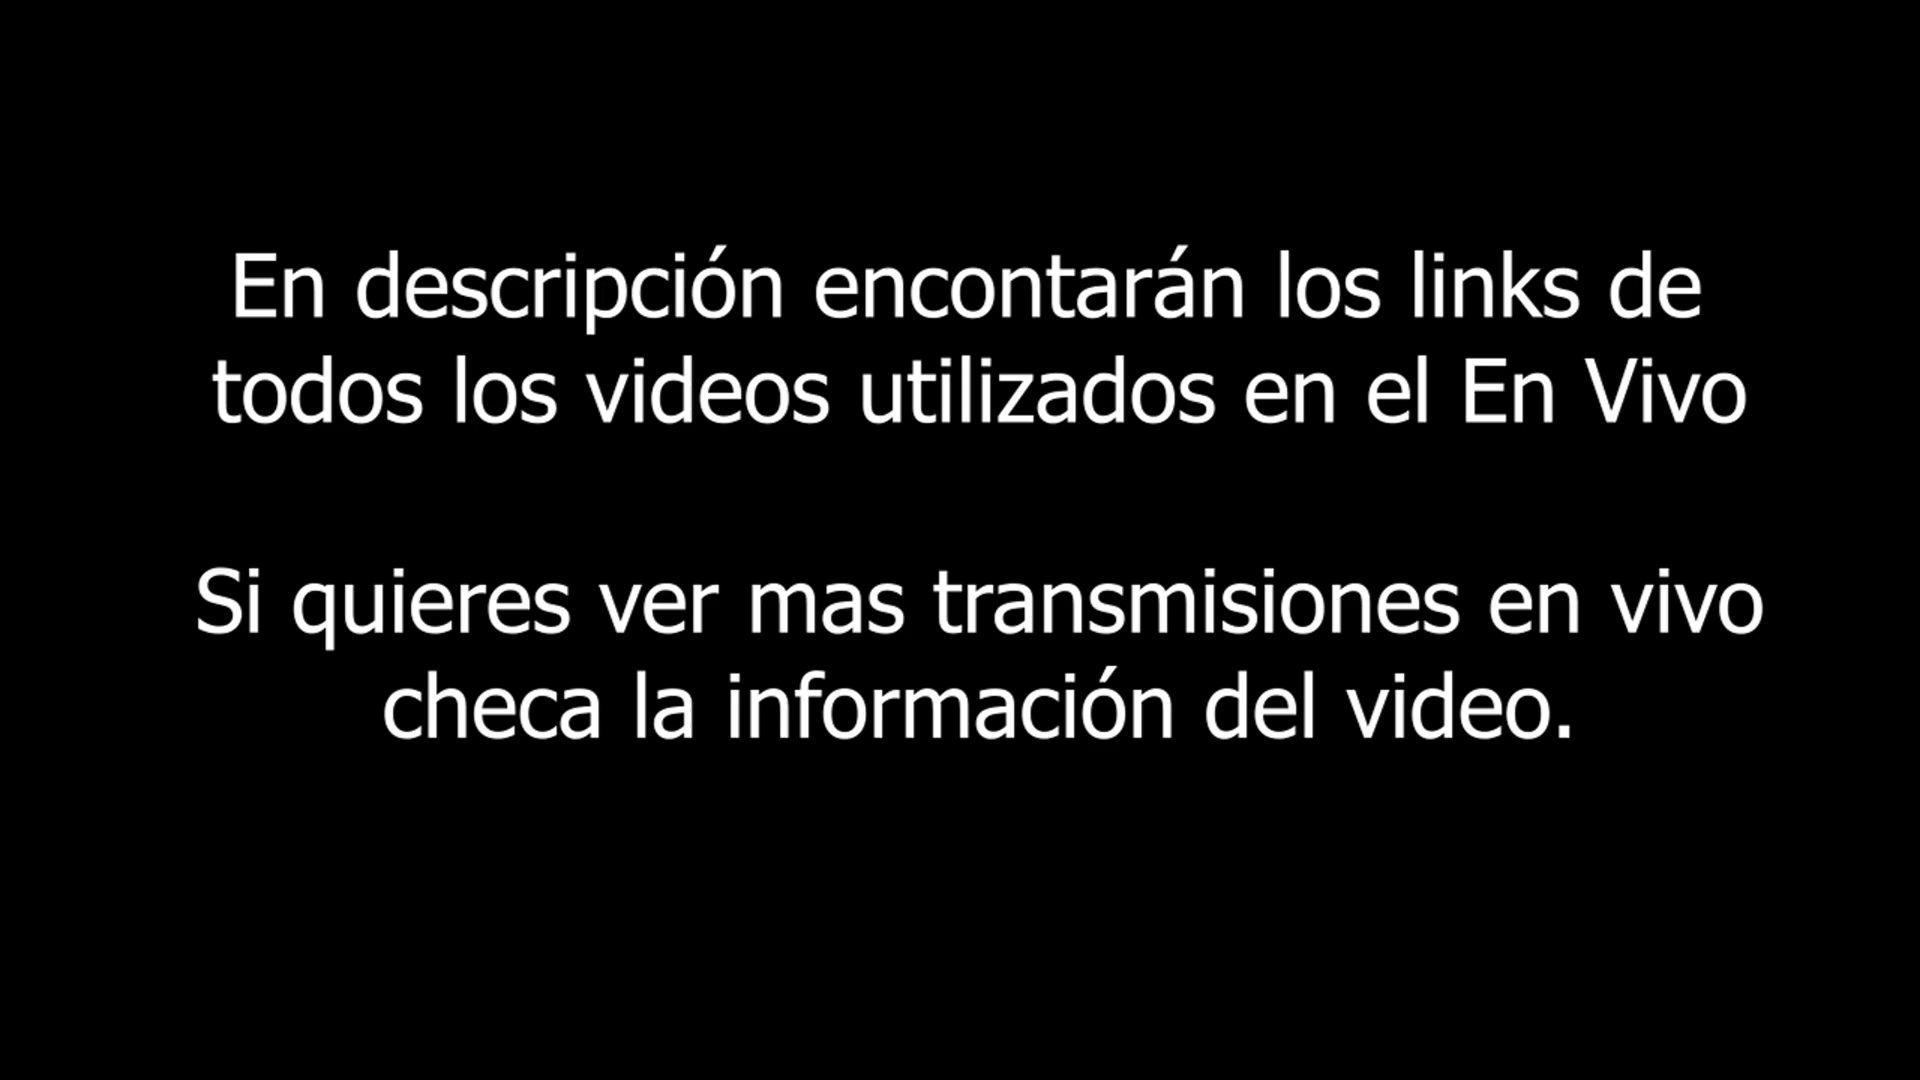 En descripción encontarán los links de
todos los videos utilizados en el En Vivo
Si quieres ver mas transmisiones en vivo
checa la información del video.